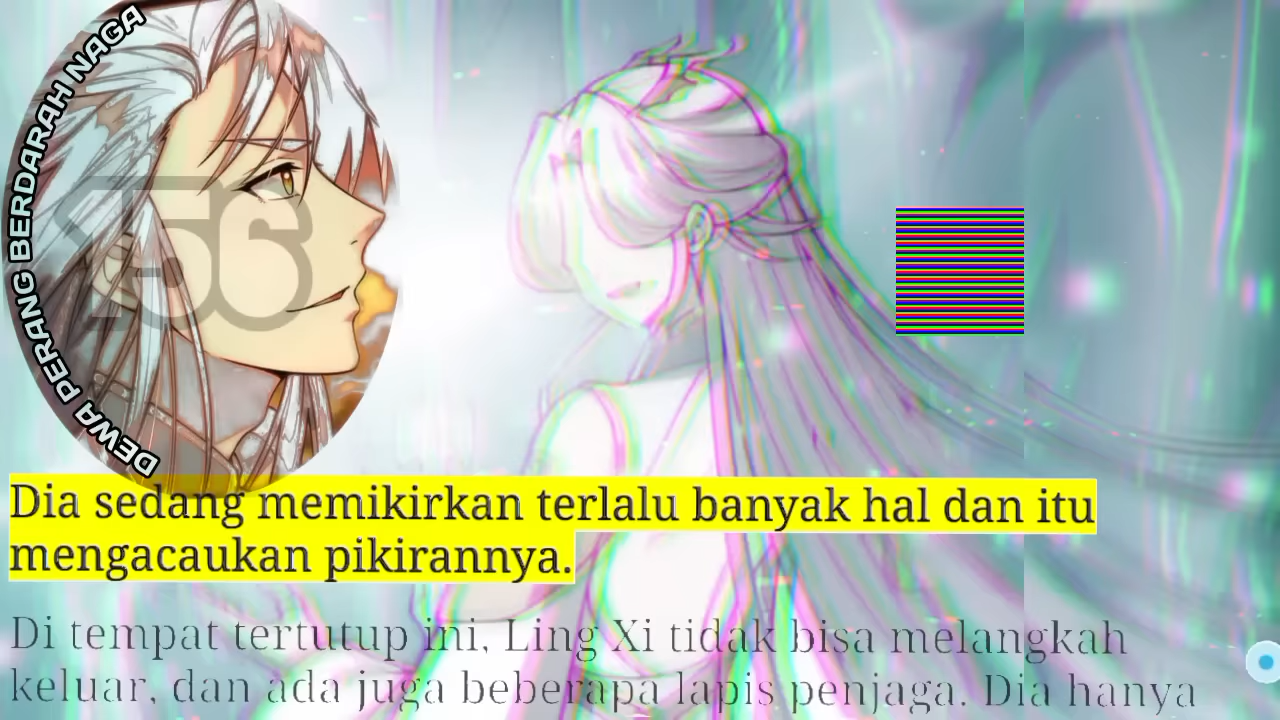 DEWA PERANG BERDARAH NAGA
156
Dia sedang memikirkan terlalu banyak hal dan itu
mengacaukan pikirannya.
Di tempat tertutup ini, Ling Xi tidak bisa melangkah
keluar, dan ada juga beberapa lapis penjaga. Dia hanya